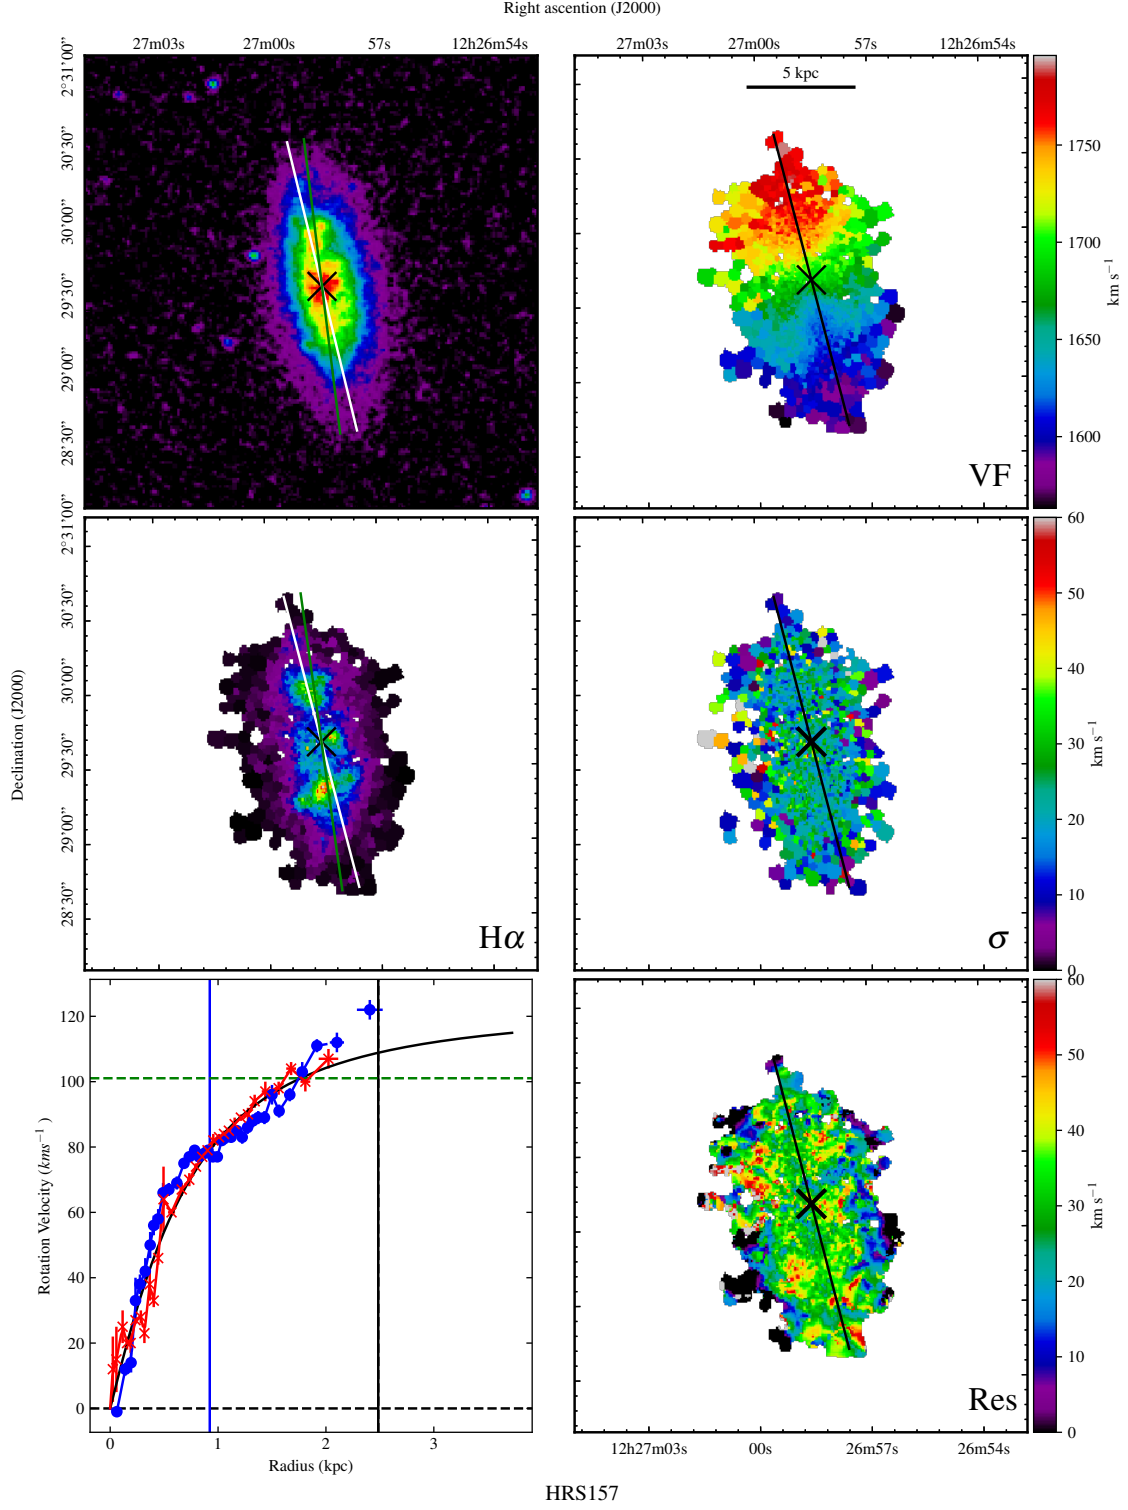 Right ascention (J2000)
27m03s 27m00s 57s 12h26m54s
27m03s 27m00s 57s 12h26m54s
2°31'00"
30'30"
30'00"
29'30"
29'00"
28'30"
2°31'00"
5 kpc
VF
1750
1700
1650
1600
km s⁻¹
Declination (J2000)
30'30"
30'00"
29'30"
29'00"
28'30"
Hα
σ
60
50
40
30
20
10
0
km s⁻¹
Rotation Velocity (kms⁻¹)
120
100
80
60
40
20
0
0 1 2 3
Radius (kpc)
Res
60
50
40
30
20
10
0
km s⁻¹
12h27m03s 00s 26m57s 26m54s
HRS157